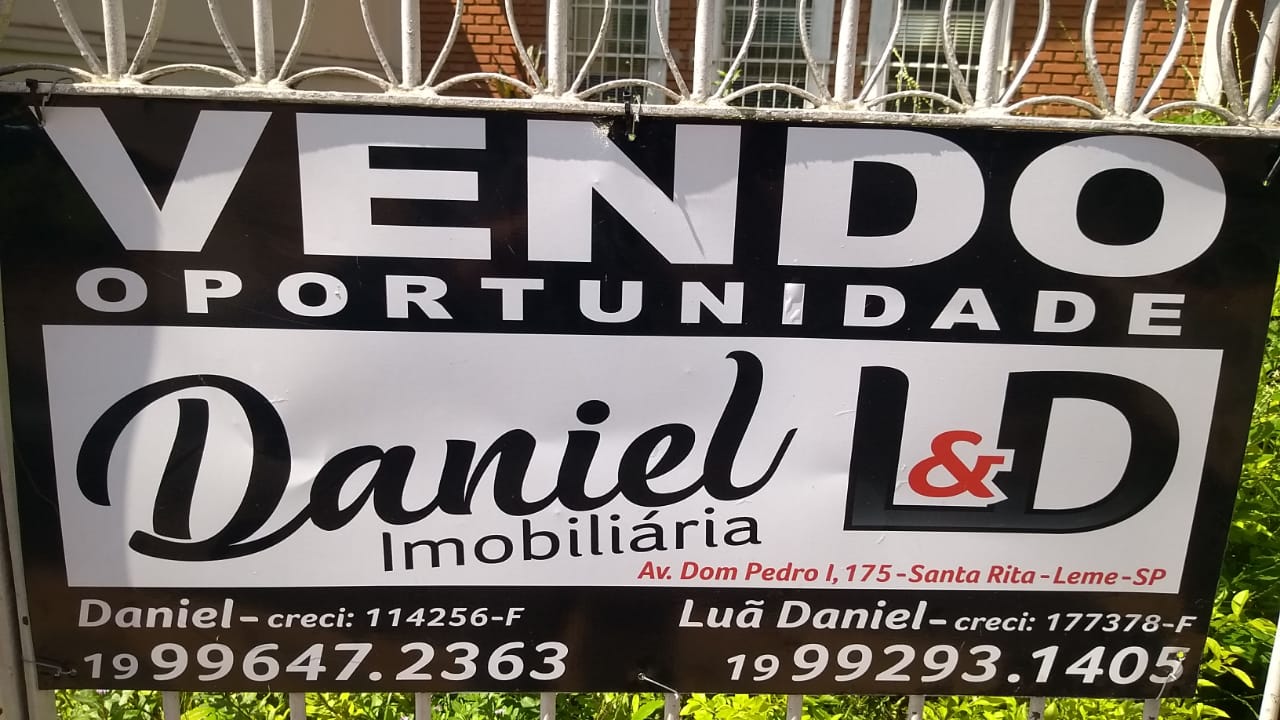 VENDO
OPORTUNIDADE
Daniel
Imobiliária
L&D
Av. Dom Pedro I, 175 - Santa Rita - Leme - SP
Daniel - creci: 114256-F
19 99647.2363
Luã Daniel - creci: 177378-F
19 99293.1405